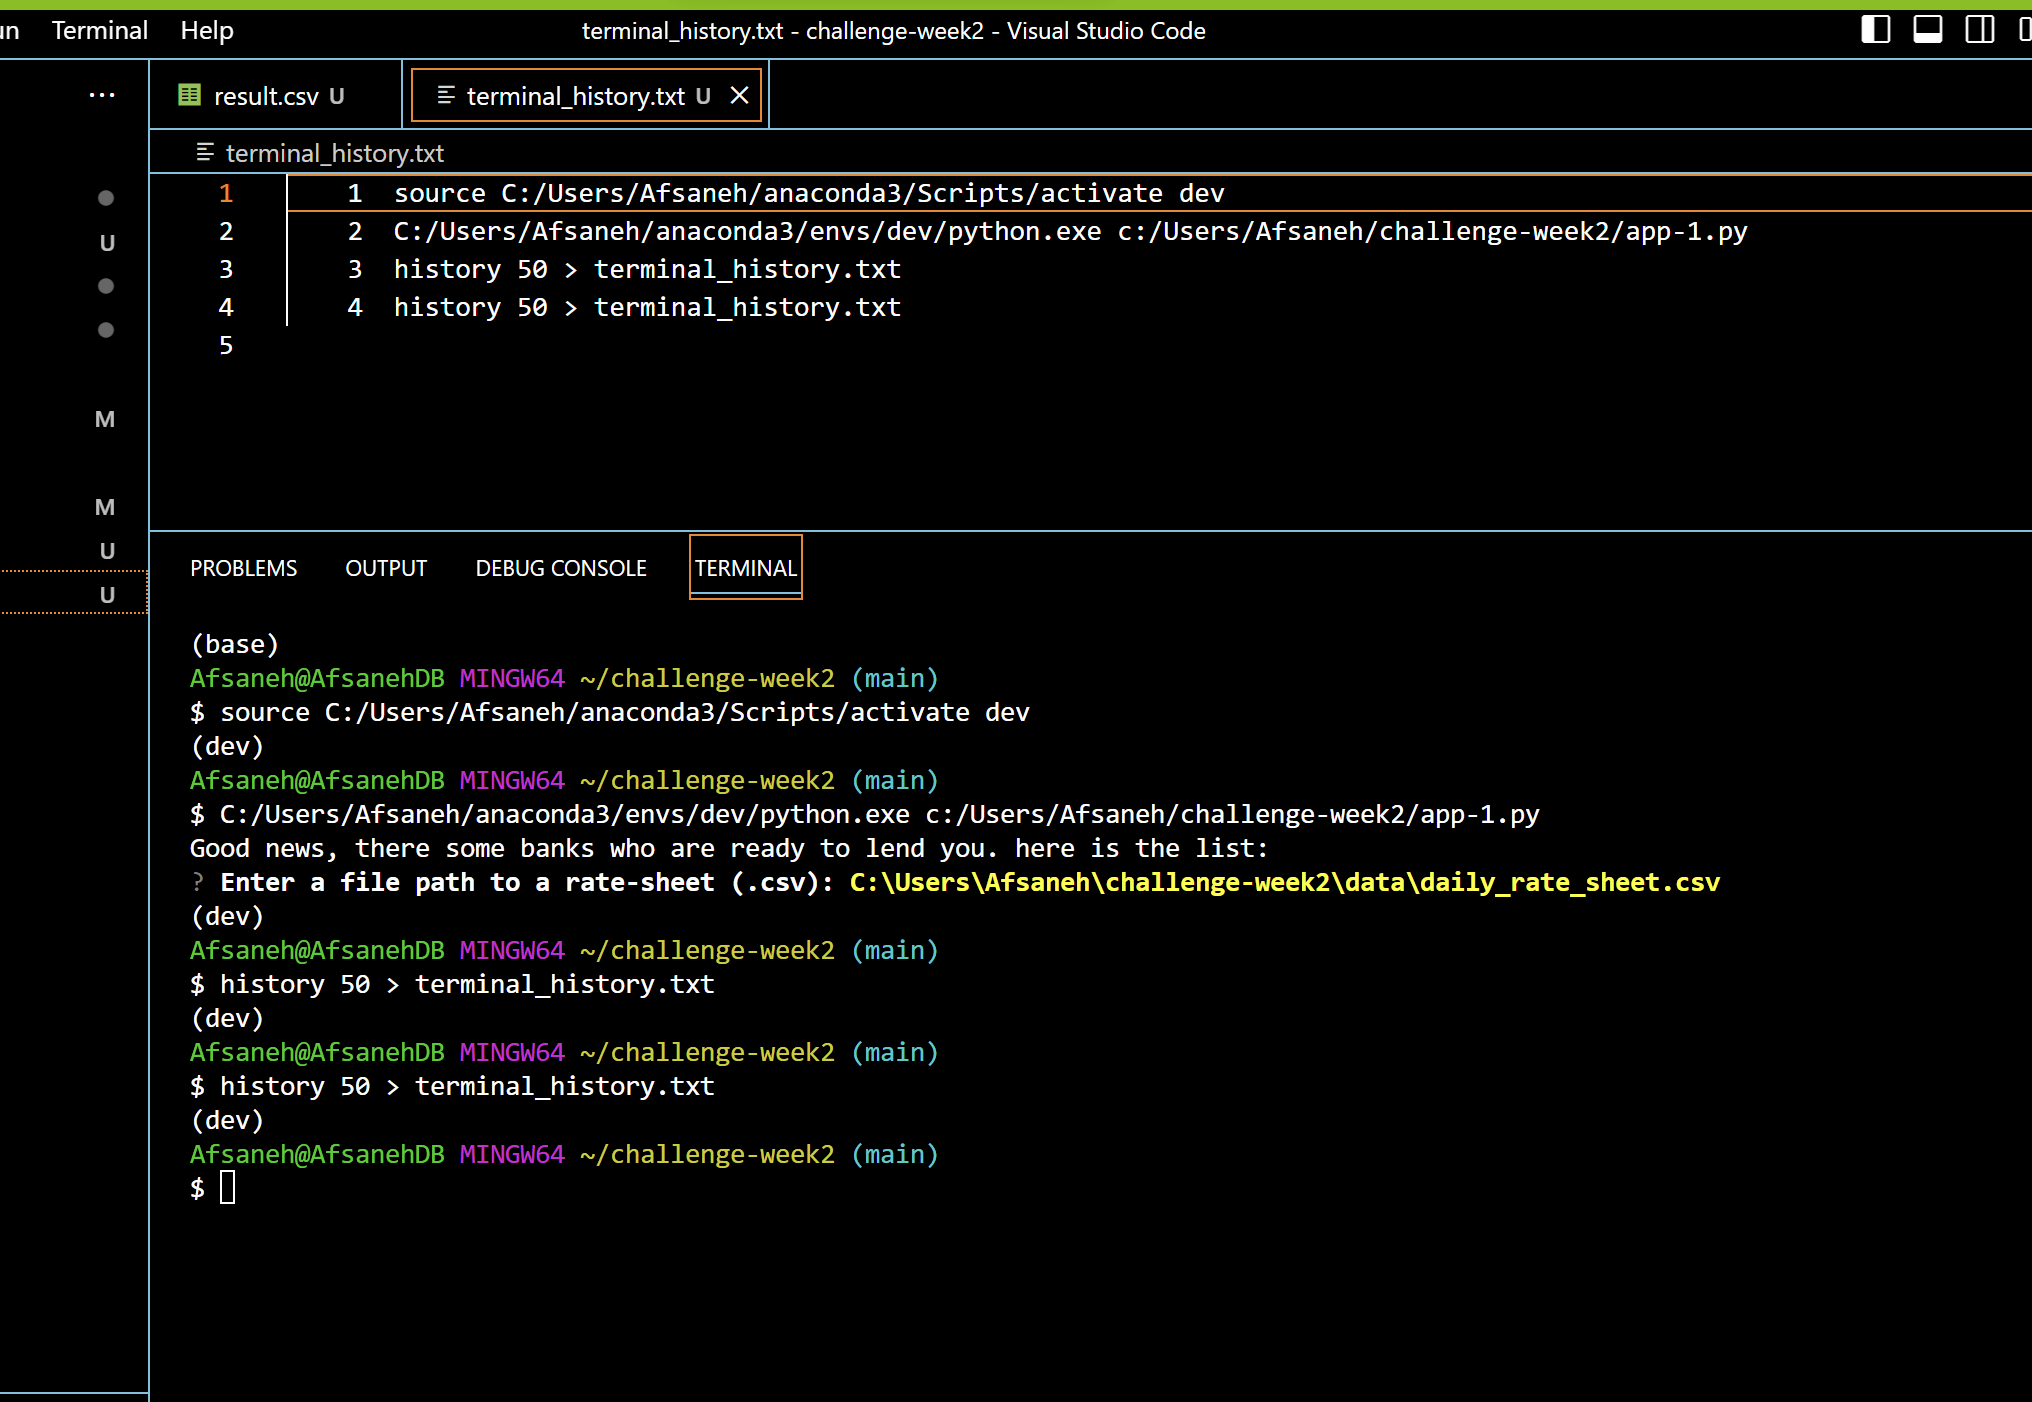 un Terminal Help terminal_history.txt - challenge-week2 - Visual Studio Code
... result.csv U terminal_history.txt U
terminal_history.txt
1 1 source C:/Users/Afsaneh/anaconda3/Scripts/activate dev
2 2 C:/Users/Afsaneh/anaconda3/envs/dev/python.exe c:/Users/Afsaneh/challenge-week2/app-1.py
3 3 history 50 > terminal_history.txt
4 4 history 50 > terminal_history.txt
5
U
M
M
U
U
PROBLEMS OUTPUT DEBUG CONSOLE TERMINAL
(base)
Afsaneh@AfsanehDB MINGW64 ~/challenge-week2 (main)
$ source C:/Users/Afsaneh/anaconda3/Scripts/activate dev
(dev)
Afsaneh@AfsanehDB MINGW64 ~/challenge-week2 (main)
$ C:/Users/Afsaneh/anaconda3/envs/dev/python.exe c:/Users/Afsaneh/challenge-week2/app-1.py
Good news, there some banks who are ready to lend you. here is the list:
? Enter a file path to a rate-sheet (.csv): C:\Users\Afsaneh\challenge-week2\data\daily_rate_sheet.csv
(dev)
Afsaneh@AfsanehDB MINGW64 ~/challenge-week2 (main)
$ history 50 > terminal_history.txt
(dev)
Afsaneh@AfsanehDB MINGW64 ~/challenge-week2 (main)
$ history 50 > terminal_history.txt
(dev)
Afsaneh@AfsanehDB MINGW64 ~/challenge-week2 (main)
$